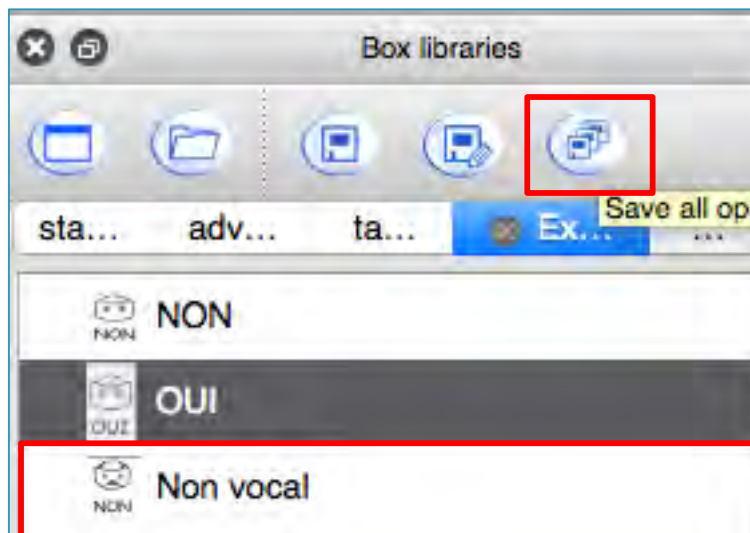 Box libraries
Save all op
sta...
adv...
ta...
Ex...
...
NON
NON
OUI
OUI
Non vocal
NON